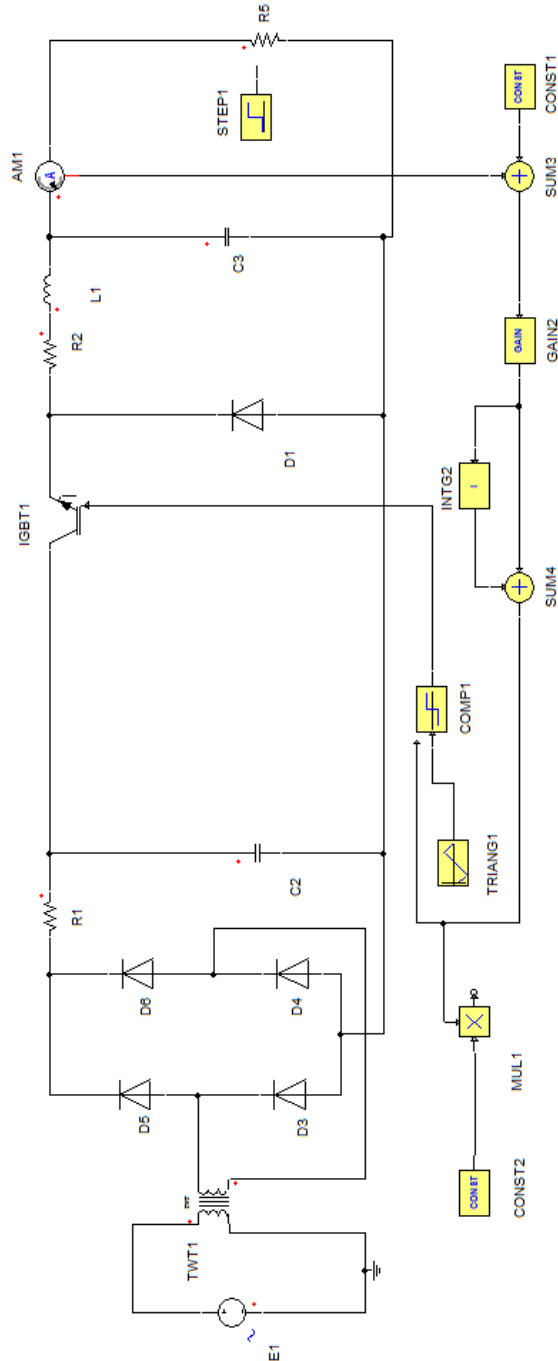 AM1
IGBT1
R2
L1
R1
A
D5
D6
TWT1
STEP1
R5
C3
E1
D3
D4
C2
D1
COMP1
INTG2
I
TRIANG1
CONST
CONST2
MUL1
SUM4
GAIN
GAIN2
SUM3
CONST
CONST1